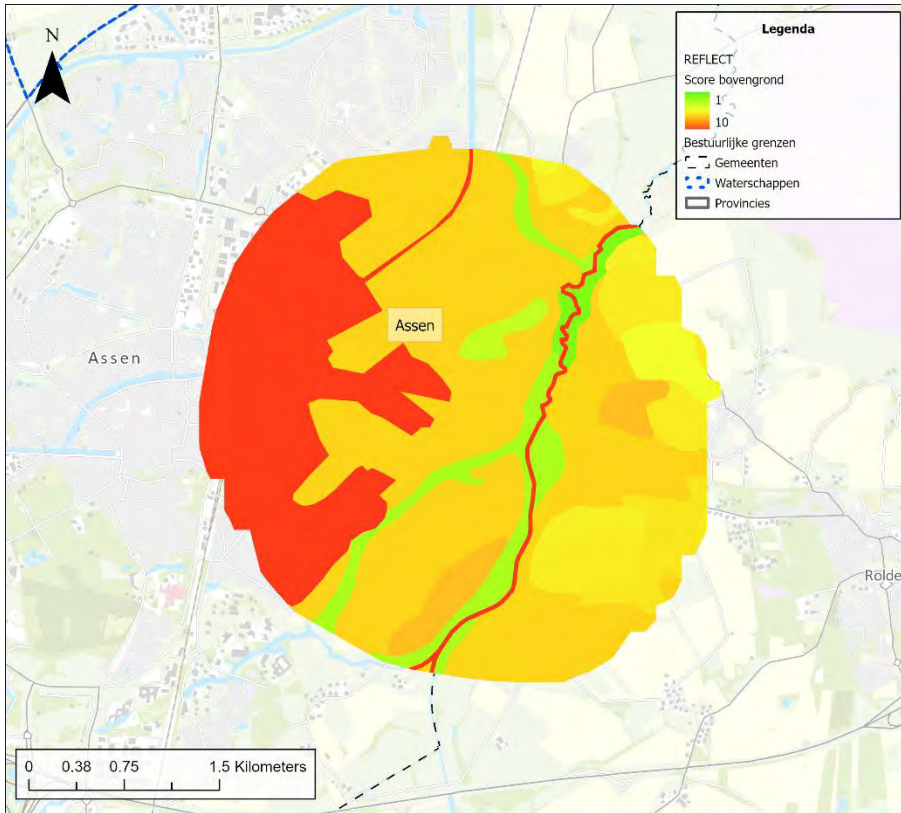 N
Legenda
REFLECT
Score bovengrond
1
10
Bestuurlijke grenzen
Gemeenten
Waterschappen
Provincies
Assen
Assen
Rolde
0 0.38 0.75 1.5 Kilometers